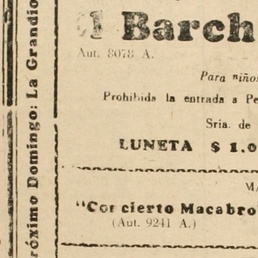 El Barch
Aut. 8078 A.
Para niños
Prohibida la entrada a Pe
Sria. de
LUNETA $ 1.0
MA
"Concierto Macabro
(Aut. 9241 A.)
róximo Domingo: La Grandio